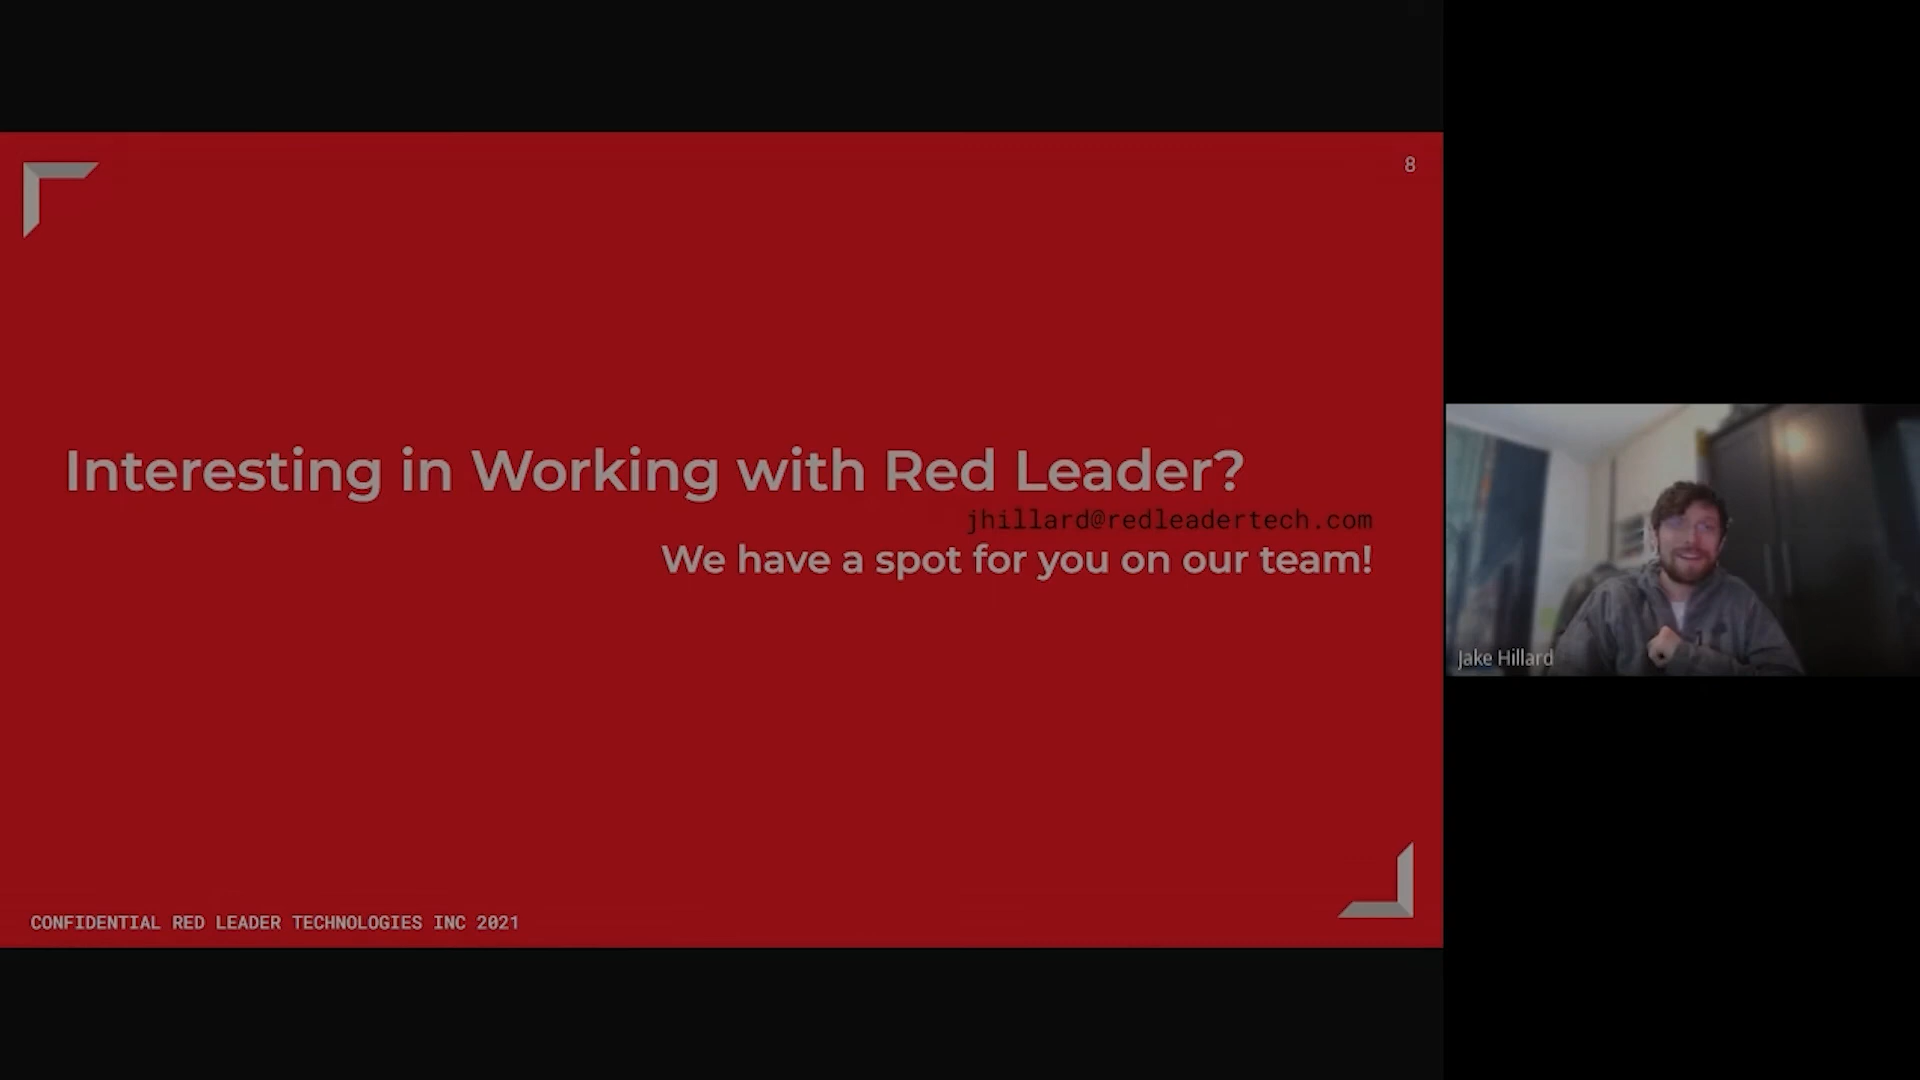 8
Interesting in Working with Red Leader?
jhillard@redleadertech.com
We have a spot for you on our team!
Jake Hillard
CONFIDENTIAL RED LEADER TECHNOLOGIES INC 2021